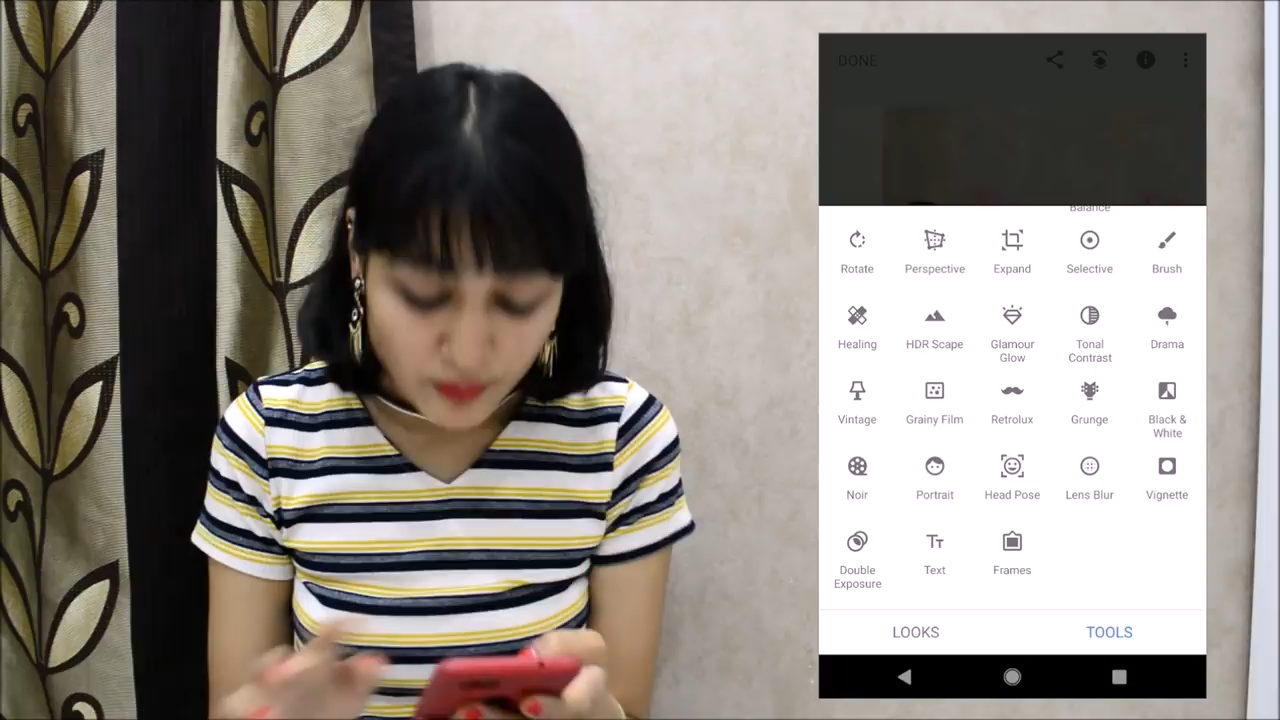 DONE
Balance
Rotate
Perspective
Expand
Selective
Brush
Healing
HDR Scape
Glamour
Glow
Tonal
Contrast
Drama
Vintage
Grainy Film
Retrolux
Grunge
Black &
White
Noir
Portrait
Head Pose
Lens Blur
Vignette
Double
Exposure
Text
Frames
LOOKS
TOOLS